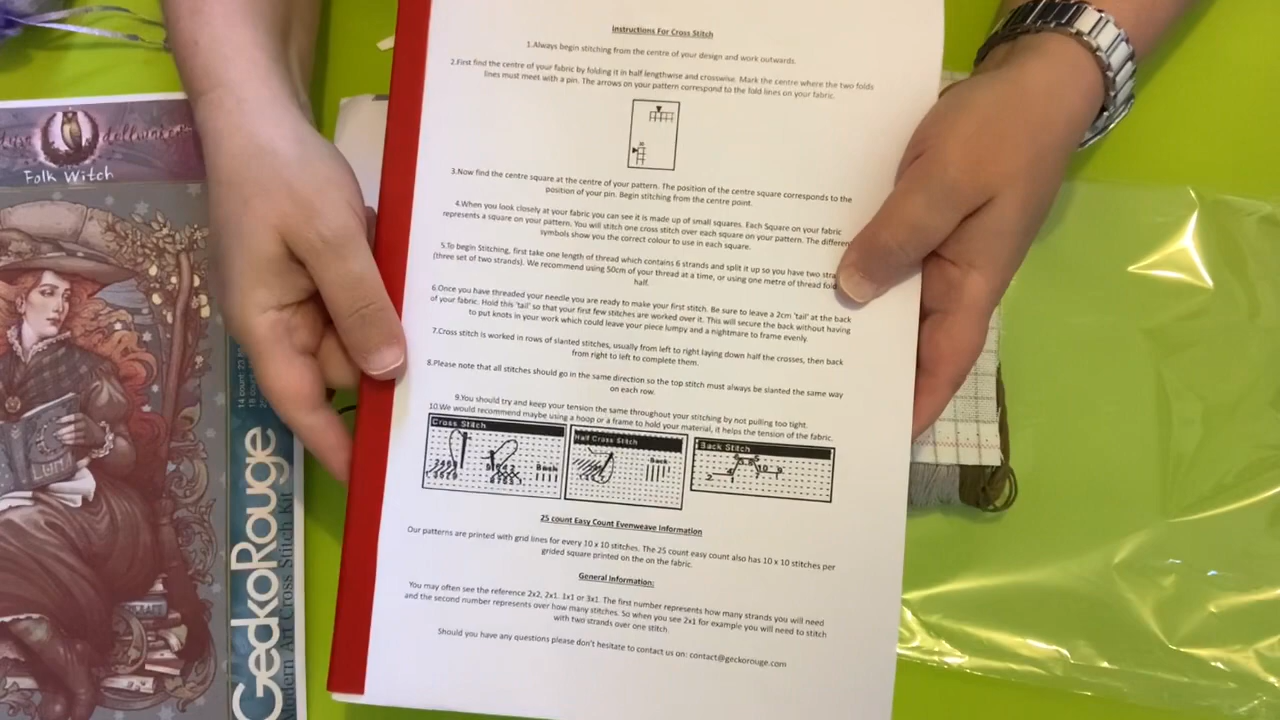 Instructions For Cross Stitch
1.Always begin stitching from the centre of your design and work outwards.
2.First find the centre of your fabric by folding it in half lengthwise and crosswise. Mark the centre where the two folds
lines must meet with a pin. The arrows on your pattern correspond to the fold lines on your fabric.
3.Now find the centre square at the centre of your pattern. The position of the centre square corresponds to the
position of your pin. Begin stitching from the centre point.
4.When you look closely at your fabric you can see it is made up of small squares. Each Square on your fabric
represents a square on your pattern. You will stitch one cross stitch over each square on your pattern. The differen
symbols show you the correct colour to use in each square.
5.To begin Stitching, first take one length of thread which contains 6 strands and split it up so you have two stra
(three set of two strands). We recommend using 50cm of your thread at a time, or using one metre of thread fold
half.
6.Once you have threaded your needle you are ready to make your first stitch. Be sure to leave a 2cm 'tail' at the back
of your fabric. Hold this 'tail' so that your first few stitches are worked over it. This will secure the back without having
to put knots in your work which could leave your piece lumpy and a nightmare to frame evenly.
7.Cross stitch is worked in rows of slanted stitches, usually from left to right laying down half the crosses, then back
from right to left to complete them.
8.Please note that all stitches should go in the same direction so the top stitch must always be slanted the same way
on each row.
9.You should try and keep your tension the same throughout your stitching by not pulling too tight.
10.We would recommend maybe using a hoop or a frame to hold your material, it helps the tension of the fabric.
Cross Stitch
Back
Half Cross Stitch
Back
Back Stitch
25 count Easy Count Evenweave Information
Our patterns are printed with grid lines for every 10 x 10 stitches. The 25 count easy count also has 10 x 10 stitches per
grided square printed on the on the fabric.
General Information:
You may often see the reference 2x2, 2x1. 1x1 or 3x1. The first number represents how many strands you will need
and the second number represents over how many stitches. So when you see 2x1 for example you will need to stitch
with two strands over one stitch.
Should you have any questions please don't hesitate to contact us on: contact@geckorouge.com
Folk Witch
GeckoRouge
Modern Art Cross Stitch Kit